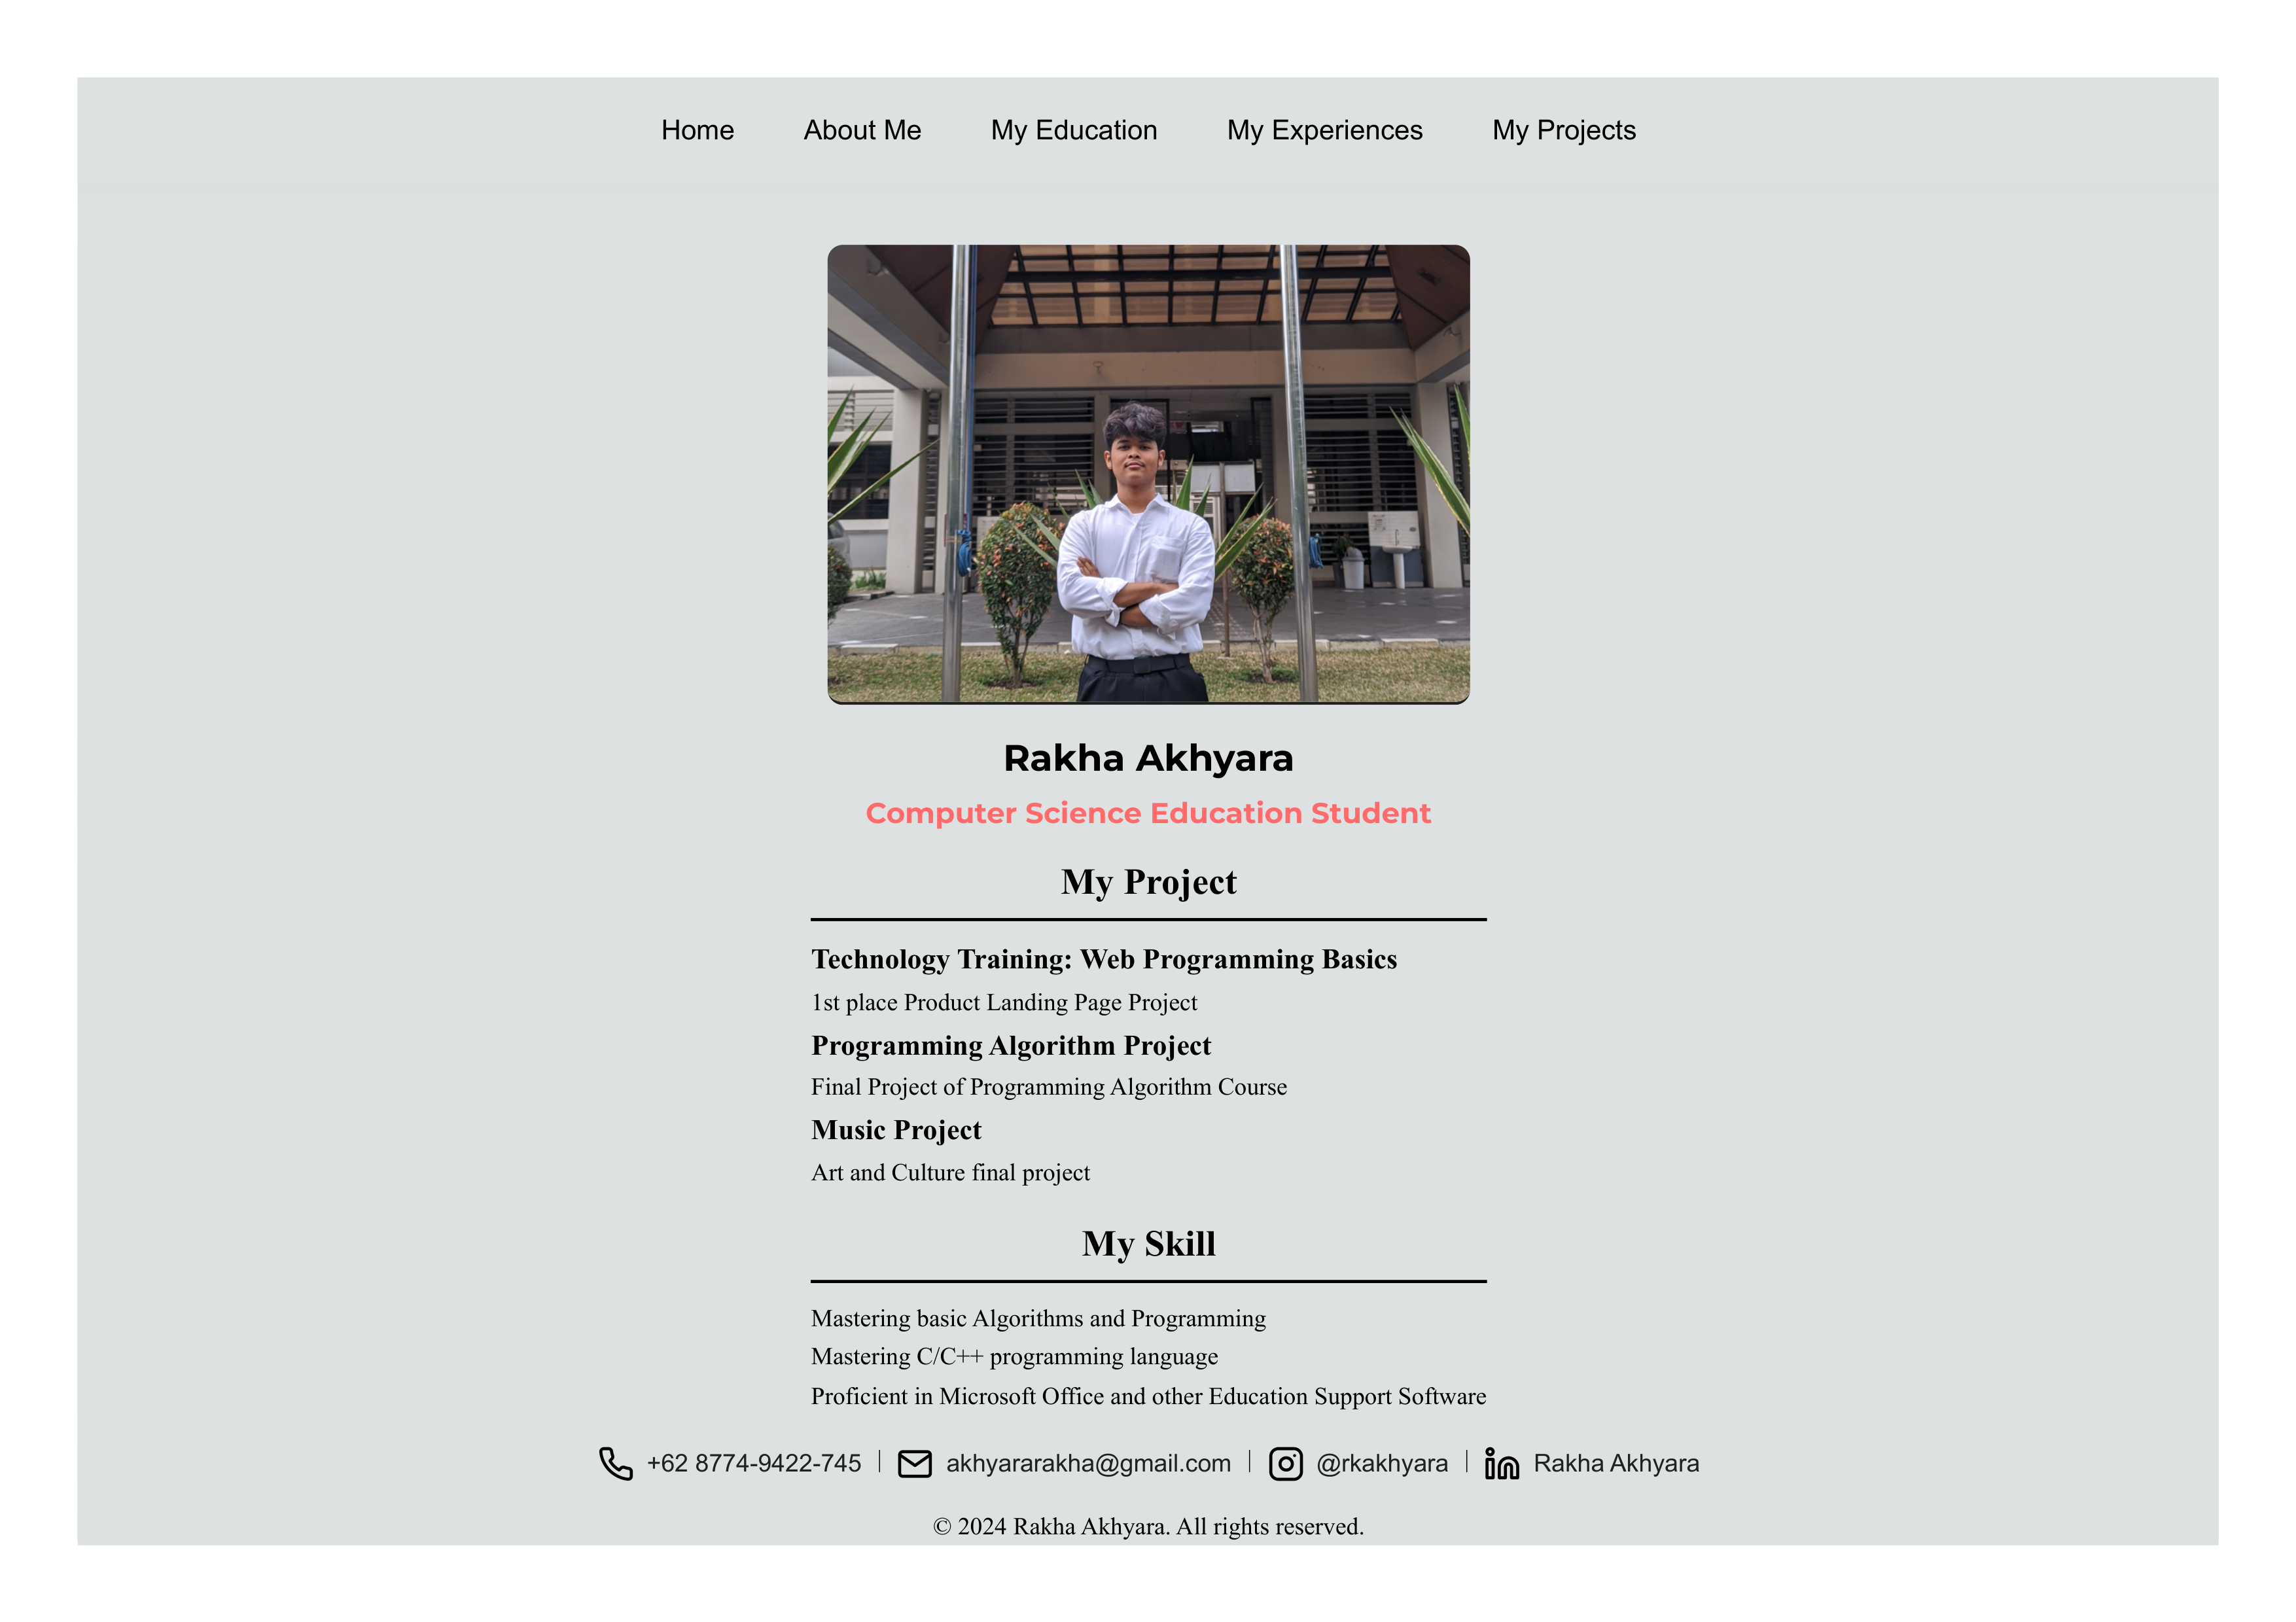 Home About Me My Education My Experiences My Projects
Rakha Akhyara
Computer Science Education Student
My Project
Technology Training: Web Programming Basics
1st place Product Landing Page Project
Programming Algorithm Project
Final Project of Programming Algorithm Course
Music Project
Art and Culture final project
My Skill
Mastering basic Algorithms and Programming
Mastering C/C++ programming language
Proficient in Microsoft Office and other Education Support Software
+62 8774-9422-745 | akhyararakha@gmail.com | @rkakhyara | Rakha Akhyara
© 2024 Rakha Akhyara. All rights reserved.